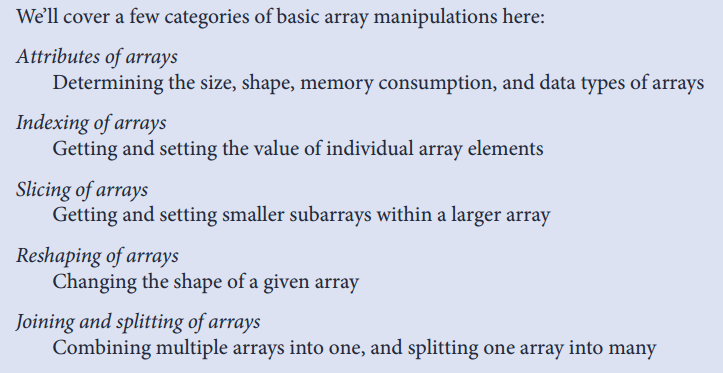 We’ll cover a few categories of basic array manipulations here:
Attributes of arrays
Determining the size, shape, memory consumption, and data types of arrays
Indexing of arrays
Getting and setting the value of individual array elements
Slicing of arrays
Getting and setting smaller subarrays within a larger array
Reshaping of arrays
Changing the shape of a given array
Joining and splitting of arrays
Combining multiple arrays into one, and splitting one array into many